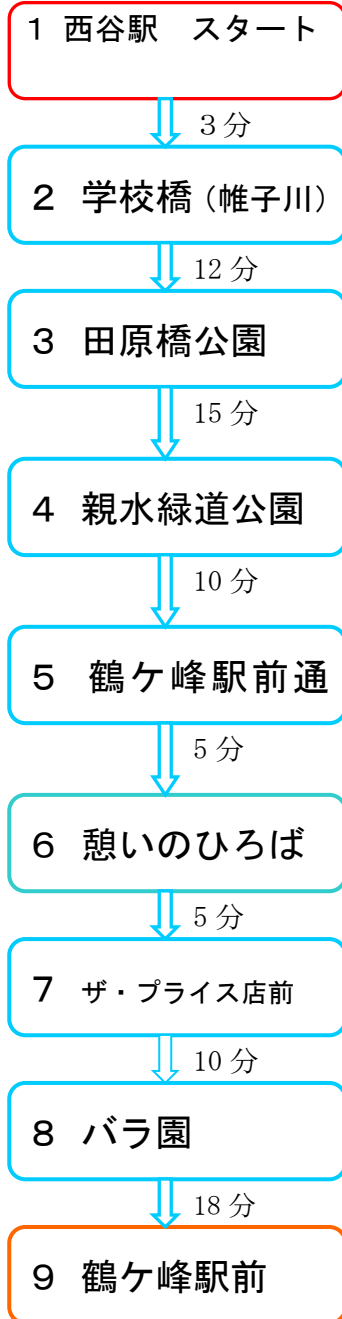 １ 西谷駅　スタート
３分
２ 学校橋（帷子川）
12 分
３ 田原橋公園
15 分
４ 親水緑道公園
10 分
５ 鶴ケ峰駅前通
5 分
６ 憩いのひろば
5 分
７ ザ・プライス店前
10 分
８ バラ園
18 分
９ 鶴ケ峰駅前